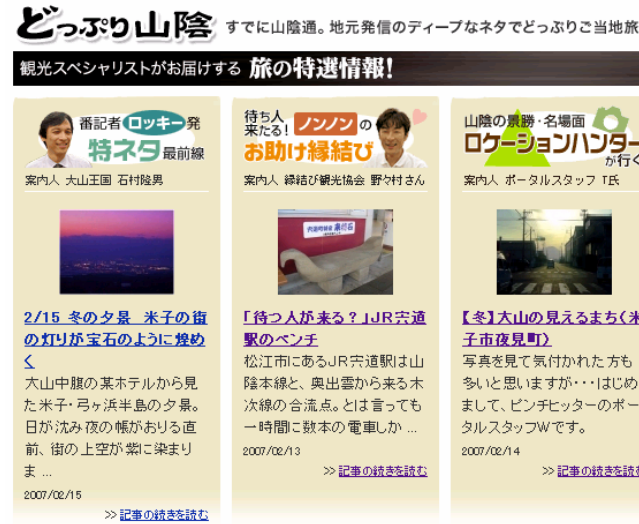 どっぷり山陰 すでに山陰通。地元発信のディープなネタでどっぷりご当地旅
観光スペシャリストがお届けする 旅の特選情報!
番記者ロッキー発
特ネタ最前線
案内人 大山王国 石村隆男
2/15 冬の夕景 米子の街
の灯りが宝石のように煌め
く
大山中腹の某ホテルから見
た米子・弓ヶ浜半島の夕景。
日が沈み夜の帳がおりる直
前、街の上空が紫に染まり
ま ...
2007/02/15
>> 記事の続きを読む
待ち人
来たる! ノンノンの
お助け縁結び
案内人 縁結び観光協会 野々村さん
「待つ人が来る?」JR宍道
駅のベンチ
松江市にあるJR宍道駅は山
陰本線と、奥出雲から来る木
次線の合流点。とは言っても
一時間に数本の電車しか ...
2007/02/13
>> 記事の続きを読む
山陰の景勝・名場面
ロケーションハンター
が行く
案内人 ポータルスタッフ T氏
【冬】大山の見えるまち(米
子市夜見町)
写真を見て気付かれた方も
多いと思いますが・・・はじめ
まして、ピンチヒッターのポー
タルスタッフWです。
2007/02/14
>> 記事の続きを読む